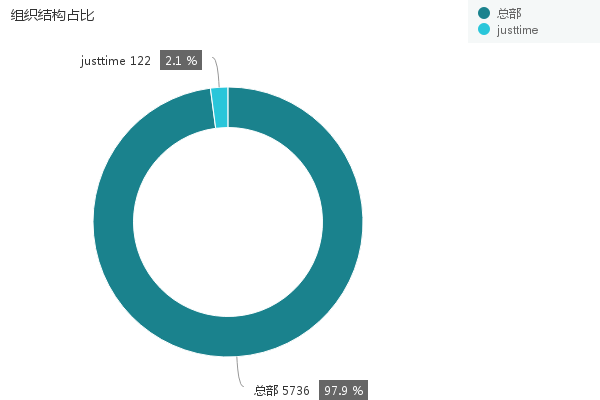 组织结构占比
总部
justtime
justtime 122 2.1 %
总部 5736 97.9 %